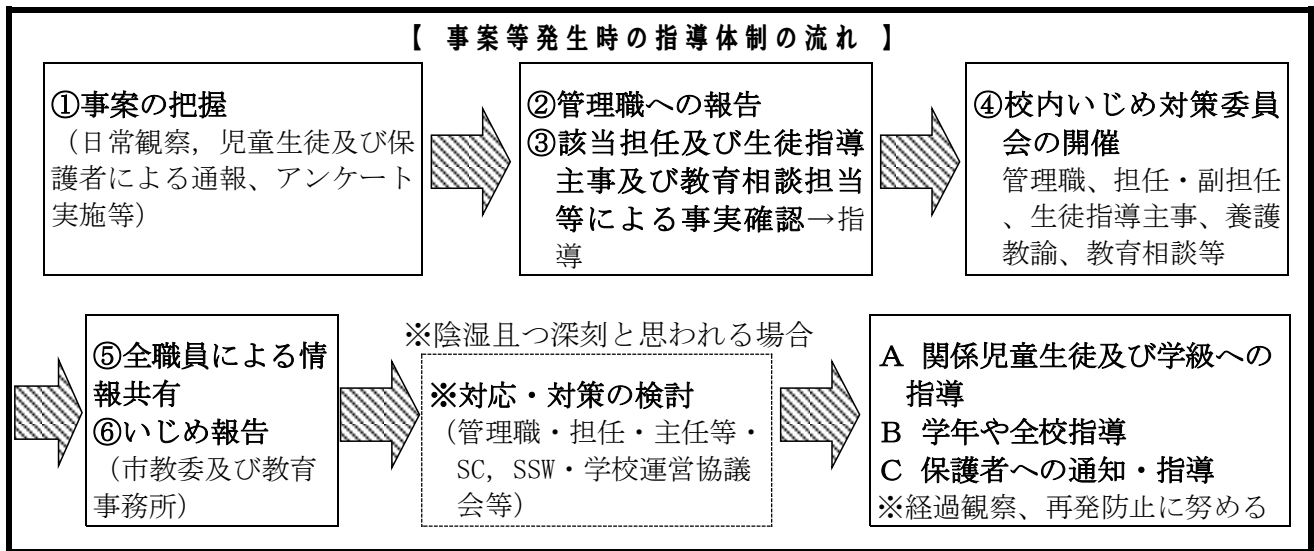 【 事案等発生時の指導体制の流れ 】
①事案の把握
（日常観察，児童生徒及び保
護者による通報、アンケート
実施等）
②管理職への報告
③該当担任及び生徒指導
主事及び教育相談担当
等による事実確認→指
導
④校内いじめ対策委員
会の開催
管理職、担任・副担任
、生徒指導主事、養護
教諭、教育相談等
⑤全職員による情
報共有
⑥いじめ報告
（市教委及び教育
事務所）
※陰湿且つ深刻と思われる場合
※対応・対策の検討
（管理職・担任・主任等・
SC，SSW・学校運営協議
会等）
A 関係児童生徒及び学級への
指導
B 学年や全校指導
C 保護者への通知・指導
※経過観察、再発防止に努める